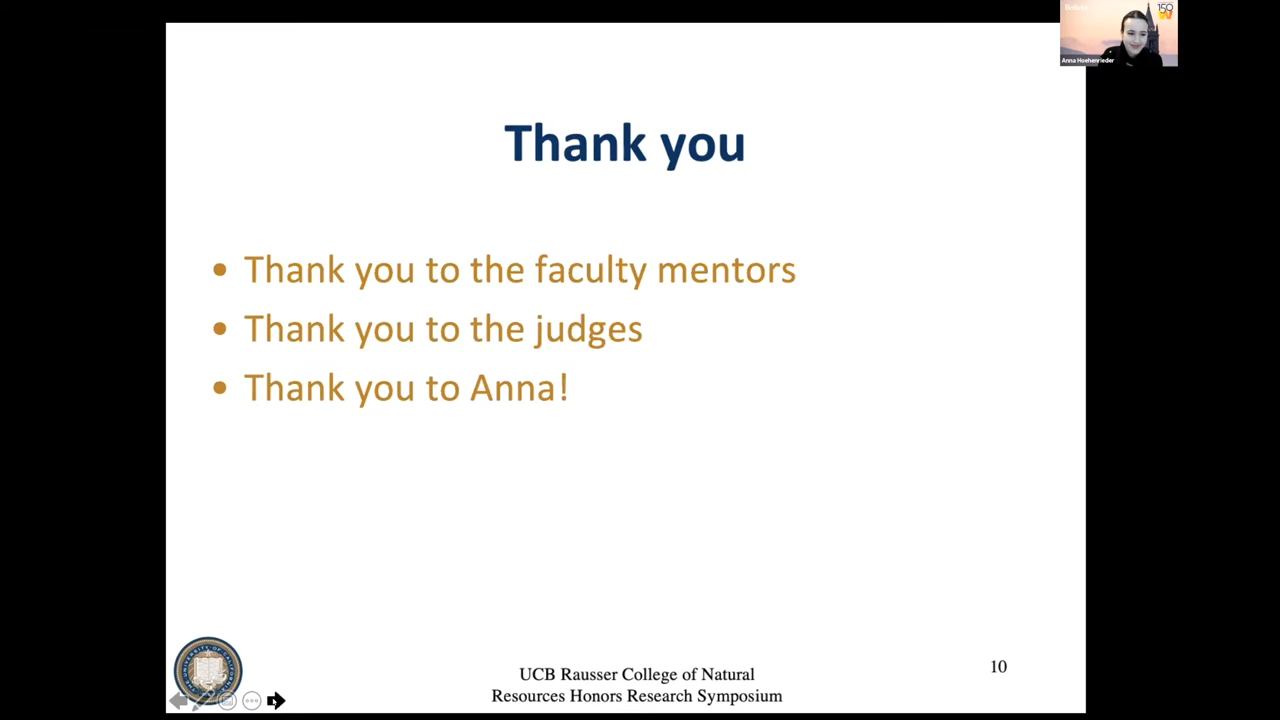 150
Anna Hoehenrieder
Thank you
• Thank you to the faculty mentors
• Thank you to the judges
• Thank you to Anna!
UCB Rausser College of Natural
Resources Honors Research Symposium
10